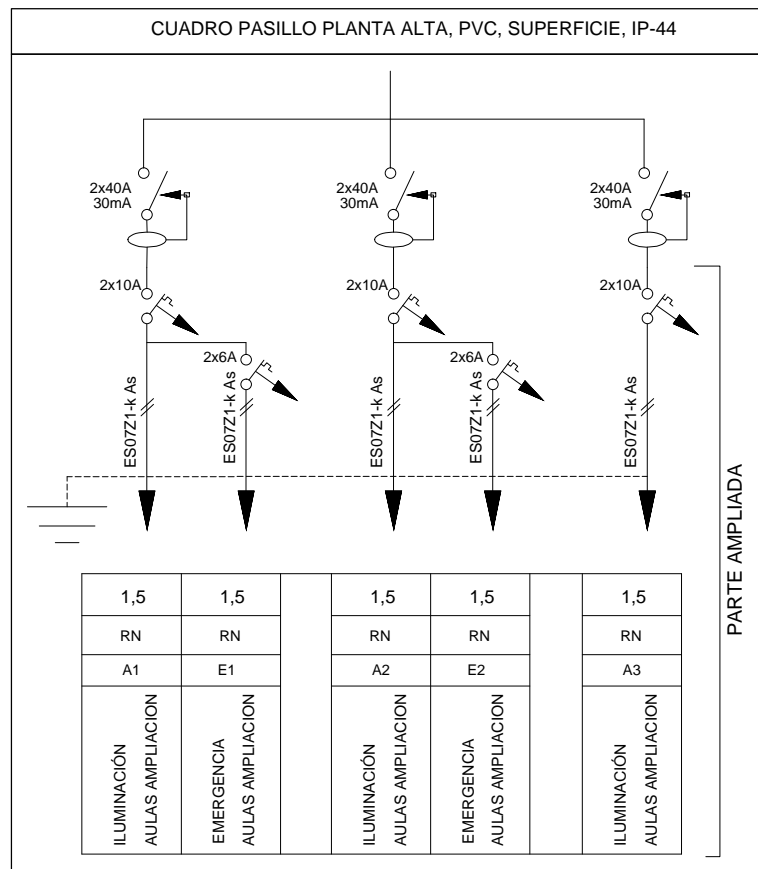 CUADRO PASILLO PLANTA ALTA, PVC, SUPERFICIE, IP-44
2x40A
30mA
2x40A
30mA
2x40A
30mA
2x10A
2x10A
2x10A
2x6A
2x6A
ES07Z1-k As
ES07Z1-k As
ES07Z1-k As
ES07Z1-k As
ES07Z1-k As
PARTE AMPLIADA
1,5
1,5
1,5
1,5
1,5
RN
RN
RN
RN
RN
A1
E1
A2
E2
A3
ILUMINACIÓN
AULAS AMPLIACION
EMERGENCIA
AULAS AMPLIACION
ILUMINACIÓN
AULAS AMPLIACION
EMERGENCIA
AULAS AMPLIACION
ILUMINACIÓN
AULAS AMPLIACION